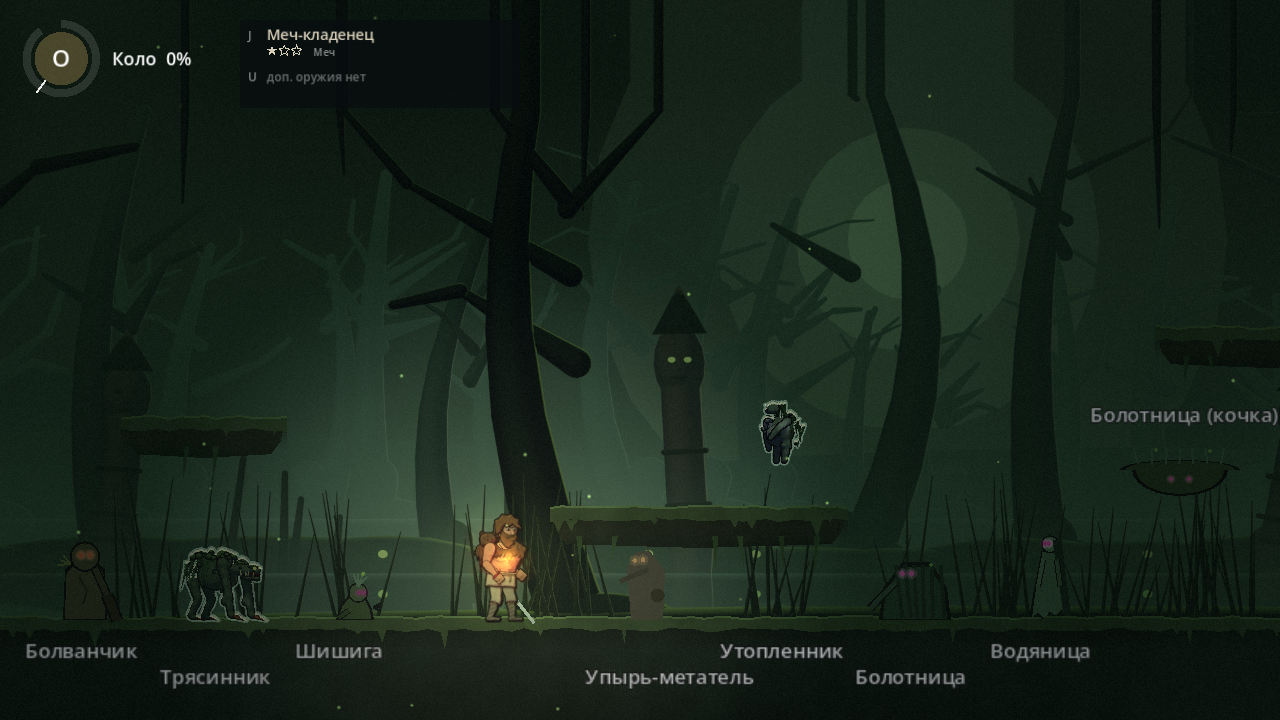 О
Коло 0%
J Меч-кладенец
Меч
U доп. оружия нет
Болотница (кочка)
Болванчик
Шишига
Утопленник
Водяница
Трясинник
Упырь-метатель
Болотница